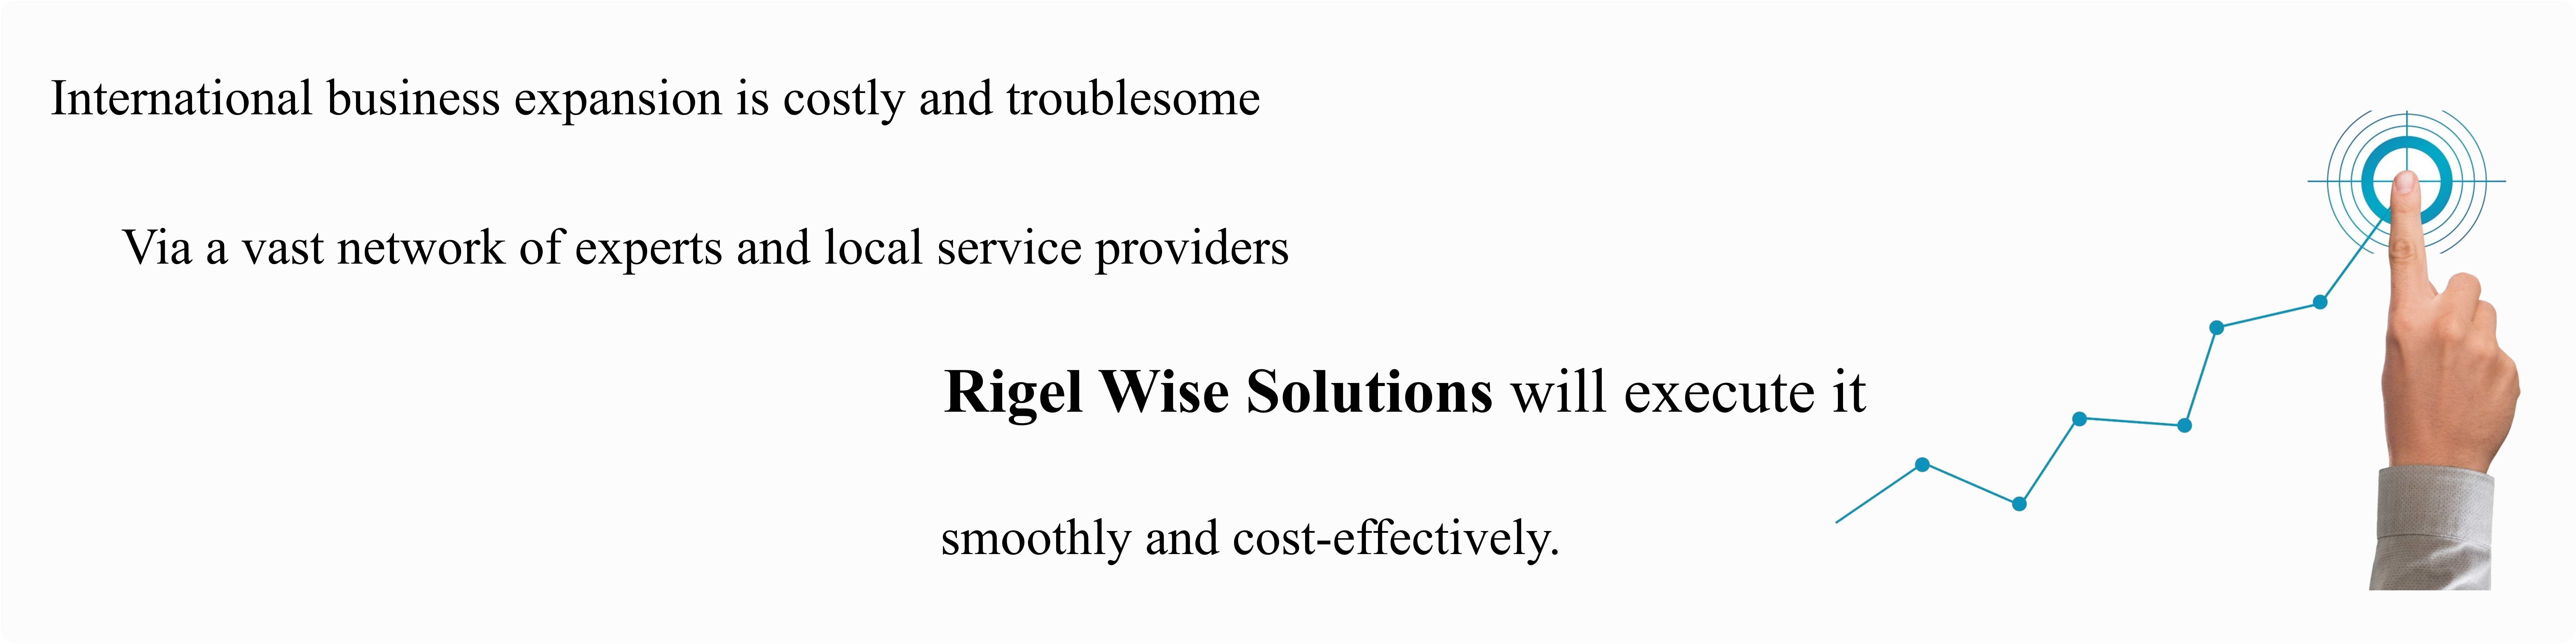 International business expansion is costly and troublesome
Via a vast network of experts and local service providers
Rigel Wise Solutions will execute it
smoothly and cost-effectively.